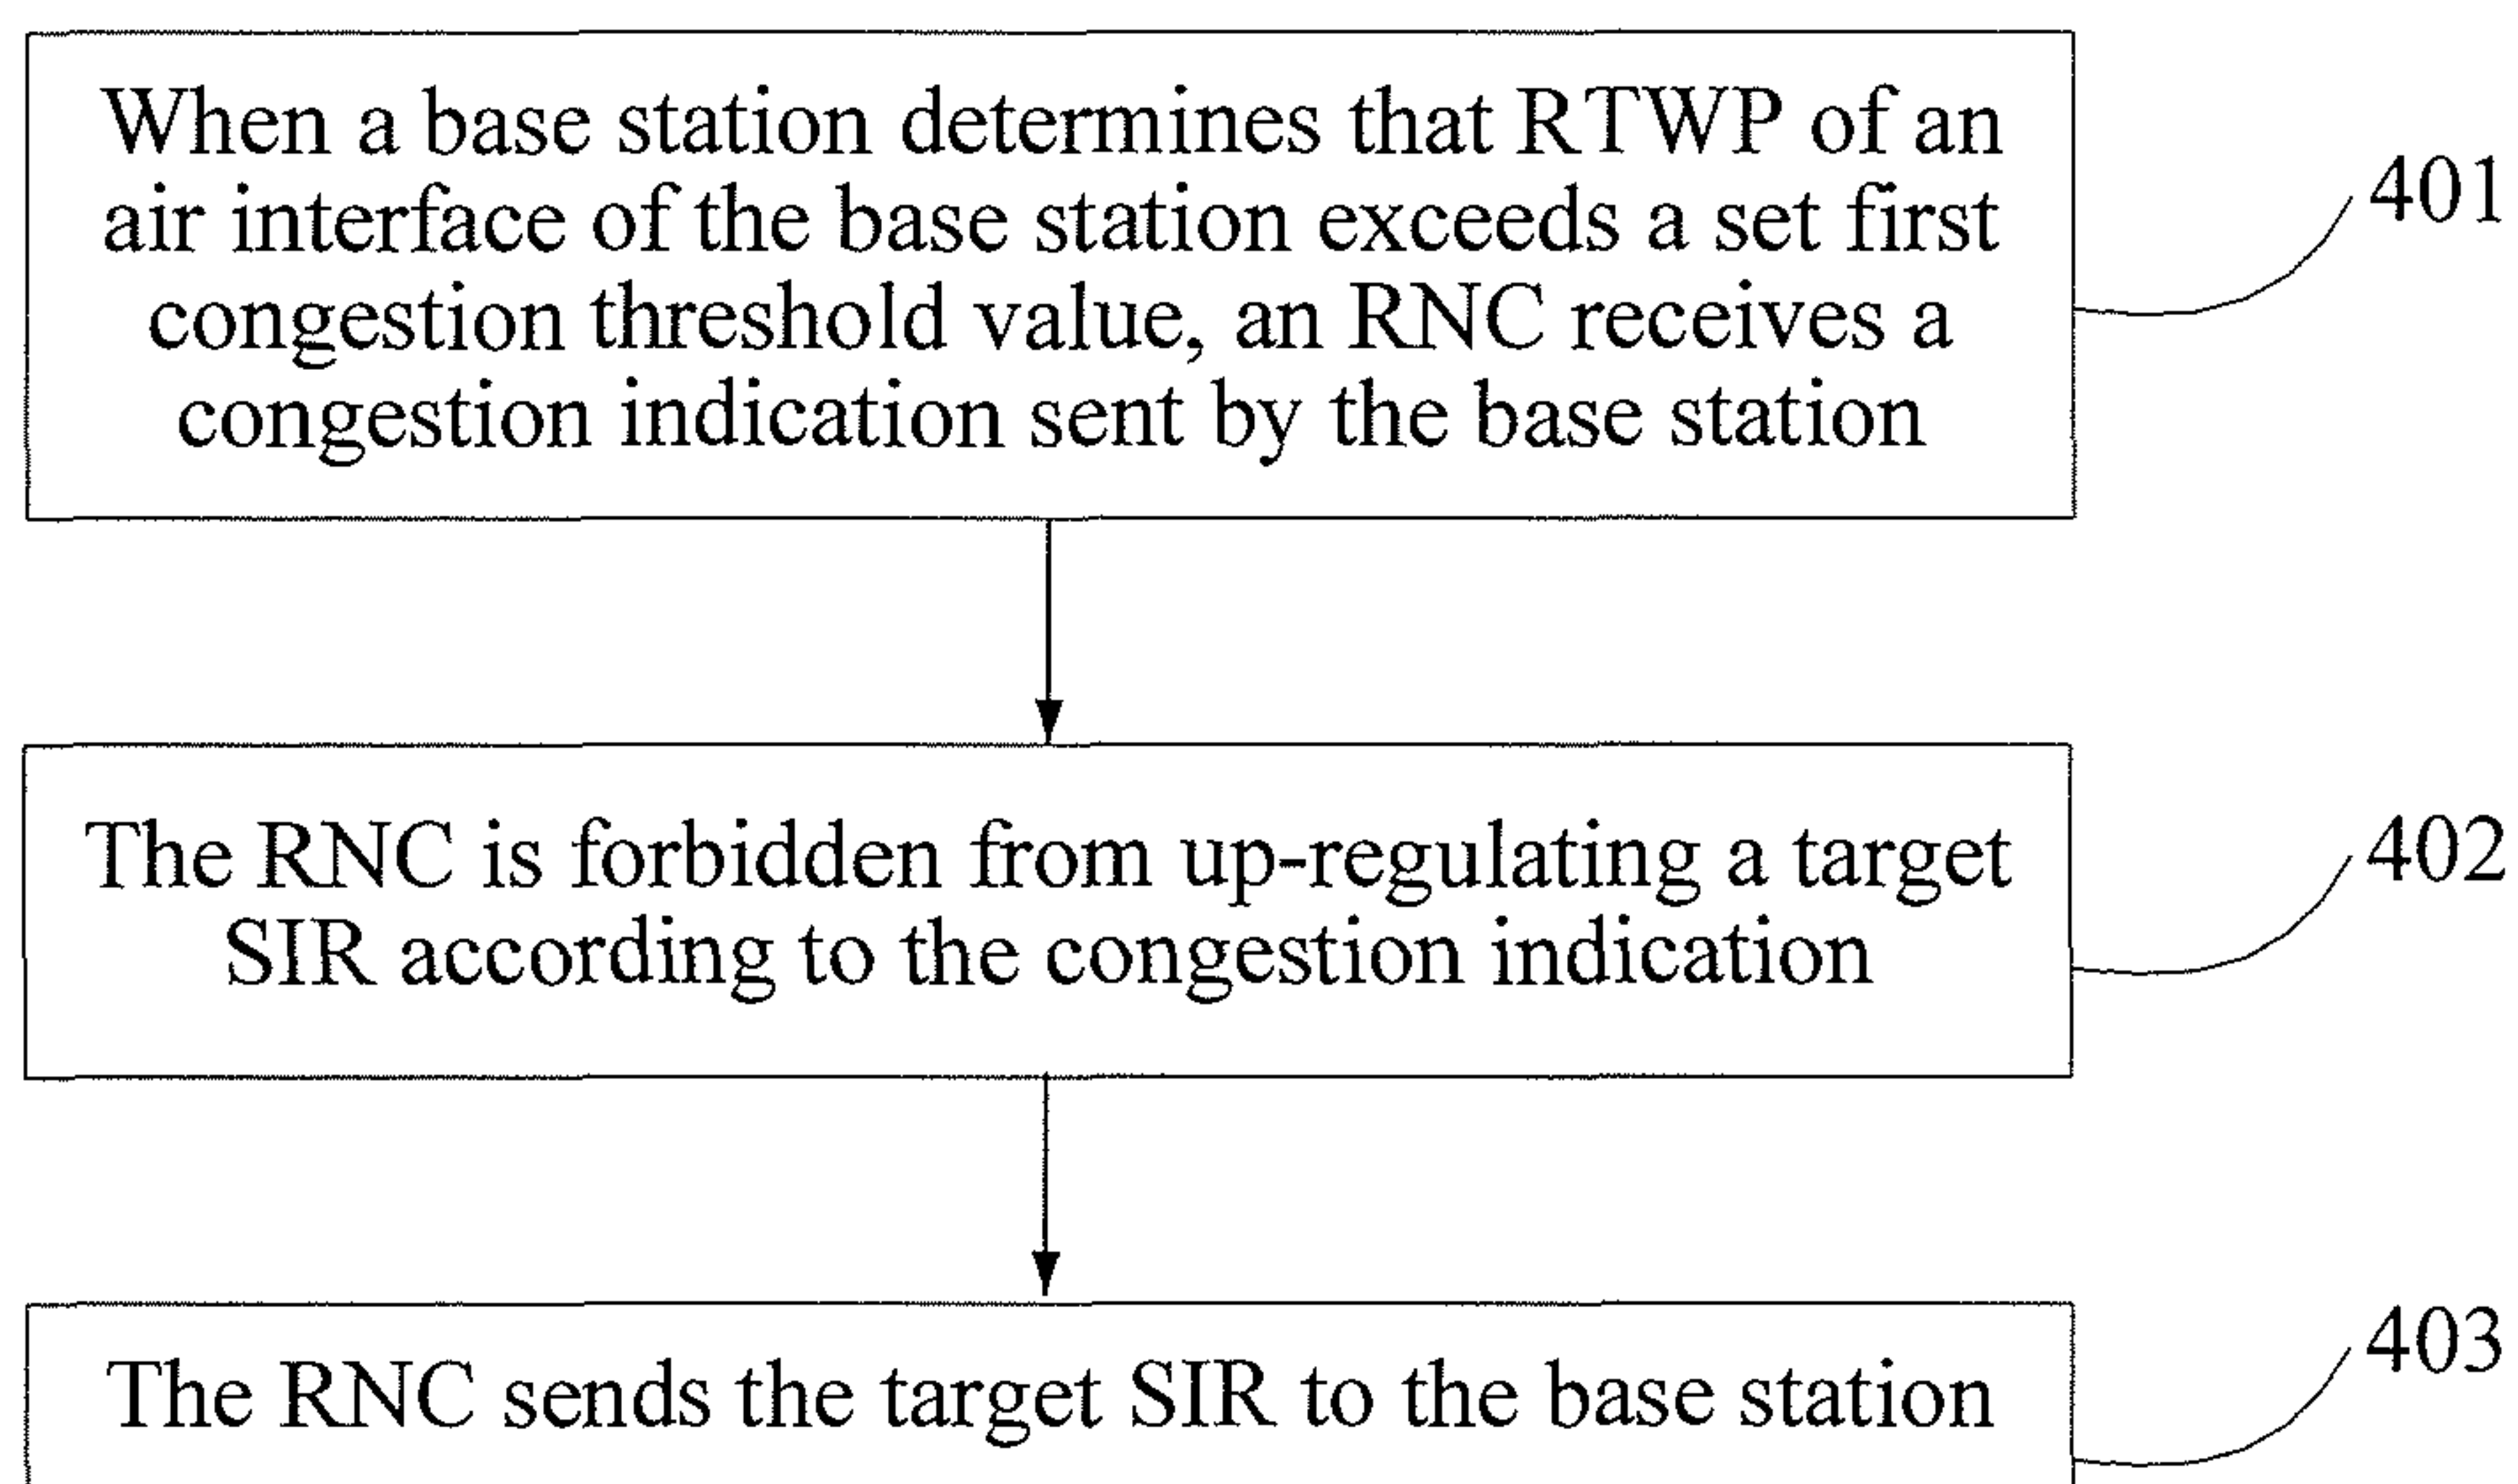 When a base station determines that RTWP of an
air interface of the base station exceeds a set first
congestion threshold value, an RNC receives a
congestion indication sent by the base station
401
The RNC is forbidden from up-regulating a target
SIR according to the congestion indication
402
The RNC sends the target SIR to the base station
403